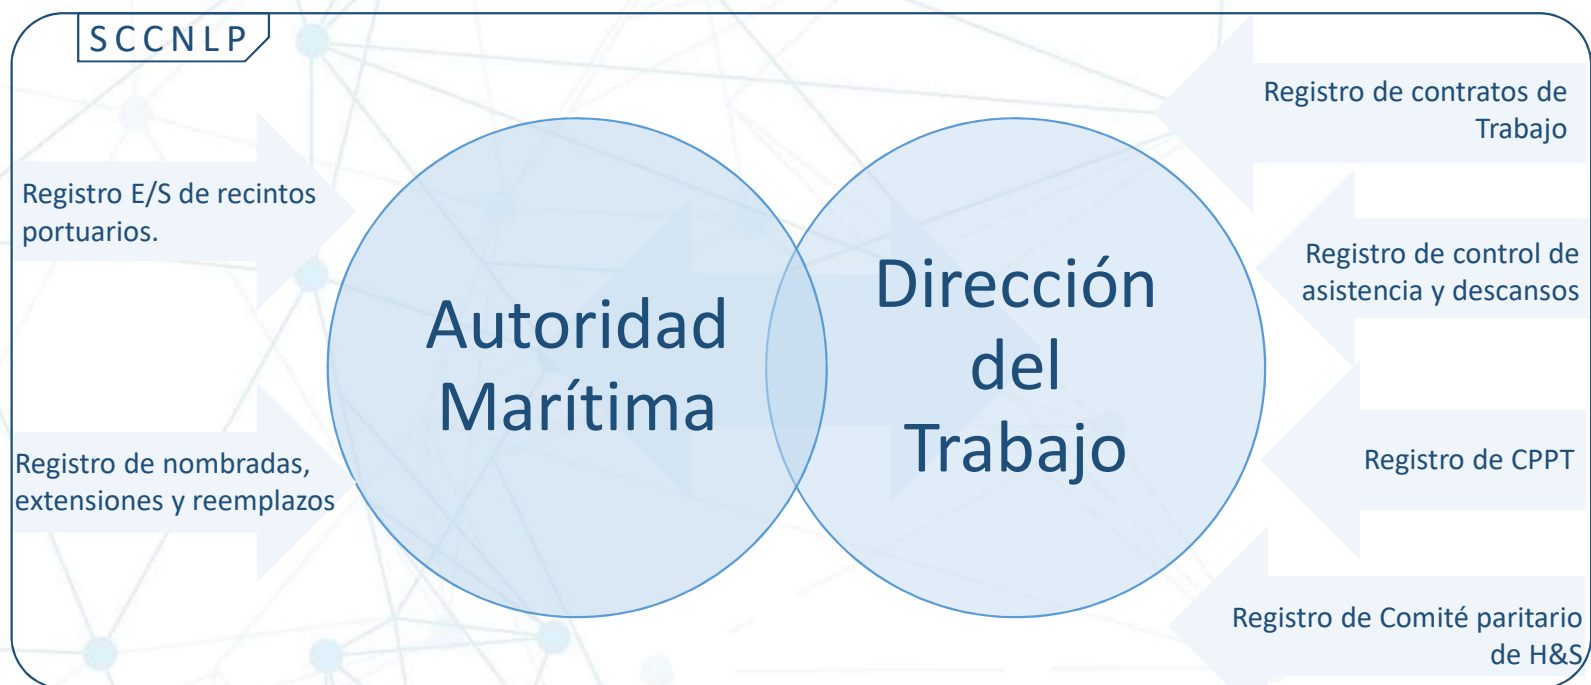 SCCNLP
Registro E/S de recintos
portuarios.
Registro de nombradas,
extensiones y reemplazos
Autoridad
Marítima
Dirección
del
Trabajo
Registro de contratos de
Trabajo
Registro de control de
asistencia y descansos
Registro de CPPT
Registro de Comité paritario
de H&S